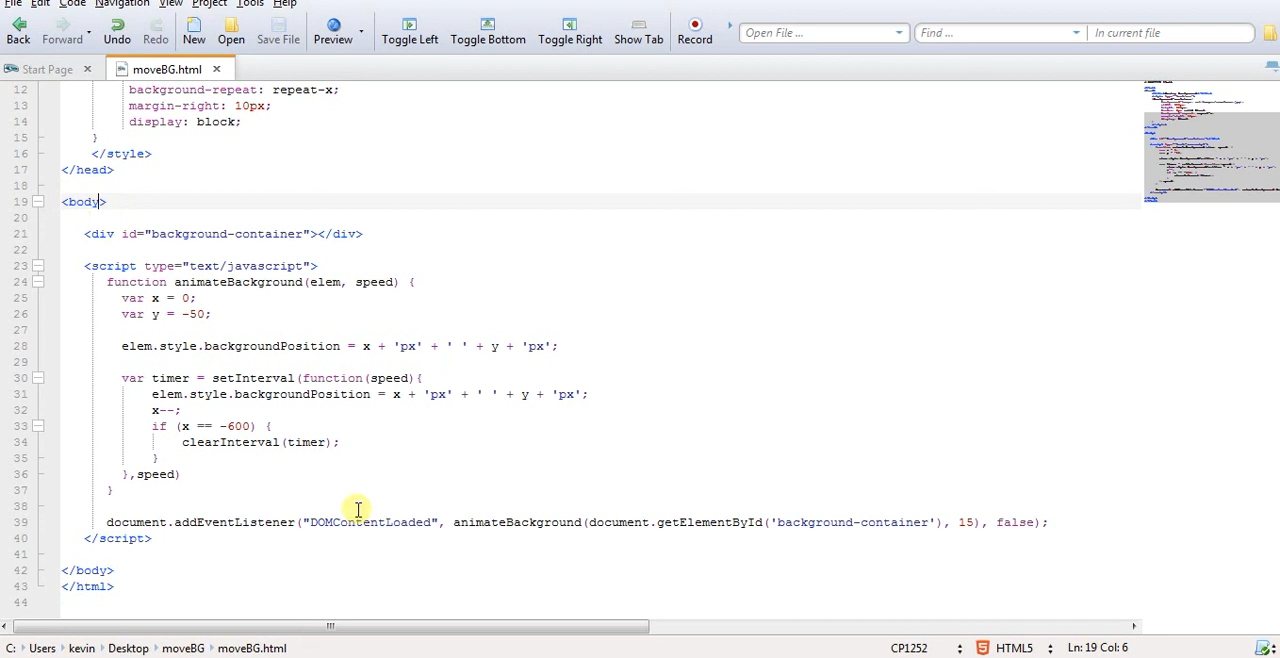 File Edit Code Navigation View Project Tools Help
Back Forward Undo Redo New Open Save File Preview Toggle Left Toggle Bottom Toggle Right Show Tab Record Open File ... Find ... In current file
Start Page moveBG.html
12 background-repeat: repeat-x;
13 margin-right: 10px;
14 display: block;
15 }
16 </style>
17 </head>
18
19 <body>
20
21 <div id="background-container"></div>
22
23 <script type="text/javascript">
24 function animateBackground(elem, speed) {
25 var x = 0;
26 var y = -50;
27
28 elem.style.backgroundPosition = x + 'px' + ' ' + y + 'px';
29
30 var timer = setInterval(function(speed){
31 elem.style.backgroundPosition = x + 'px' + ' ' + y + 'px';
32 x--;
33 if (x == -600) {
34 clearInterval(timer);
35 }
36 },speed)
37 }
38
39 document.addEventListener("DOMContentLoaded", animateBackground(document.getElementById('background-container'), 15), false);
40 </script>
41
42 </body>
43 </html>
44
C: Users kevin Desktop moveBG moveBG.html CP1252 HTML5 Ln: 19 Col: 6